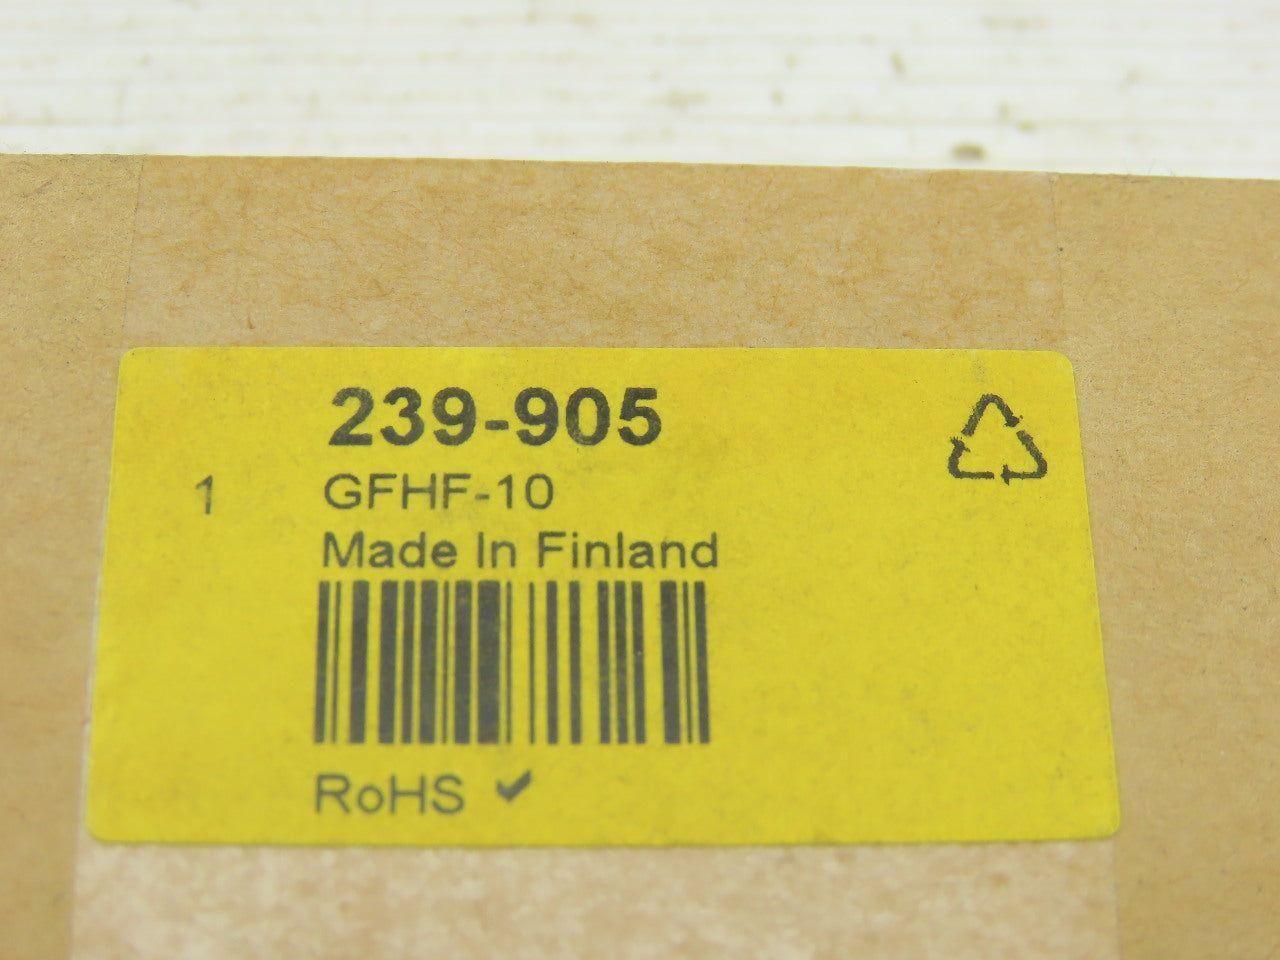 239-905
1 GFHF-10
Made In Finland
RoHS ✓